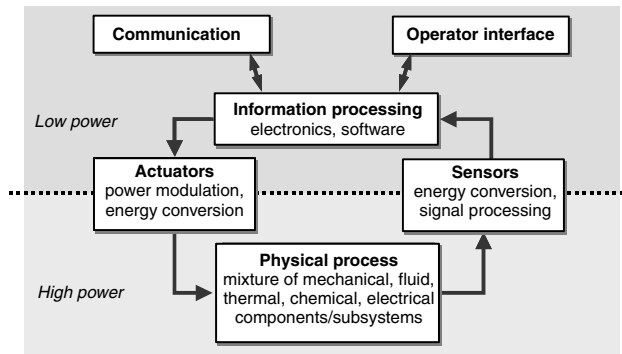 Communication
Operator interface
Information processing
electronics, software
Low power
Actuators
power modulation,
energy conversion
Sensors
energy conversion,
signal processing
Physical process
mixture of mechanical, fluid,
thermal, chemical, electrical
components/subsystems
High power